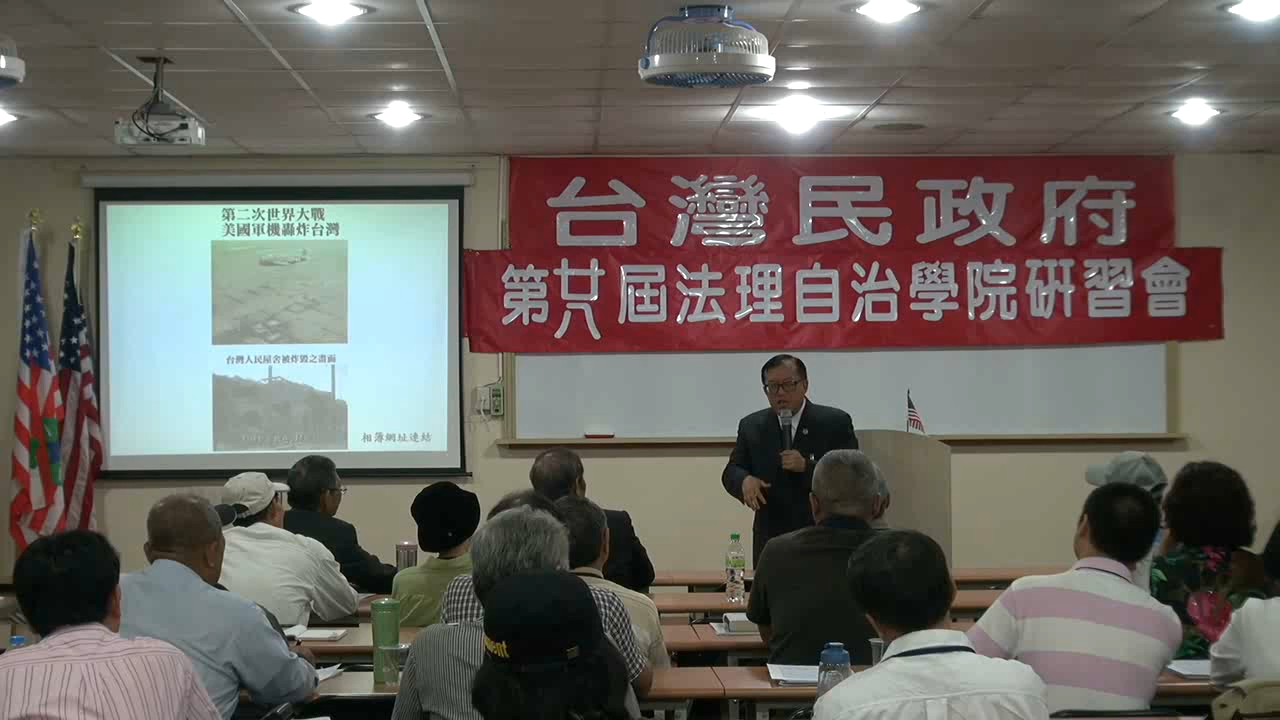 台灣民政府
第廿八屆法理自治學院研習會
第二次世界大戰
美國軍機轟炸台灣
台灣人民屋舍被炸毀之畫面
相薄網址連結